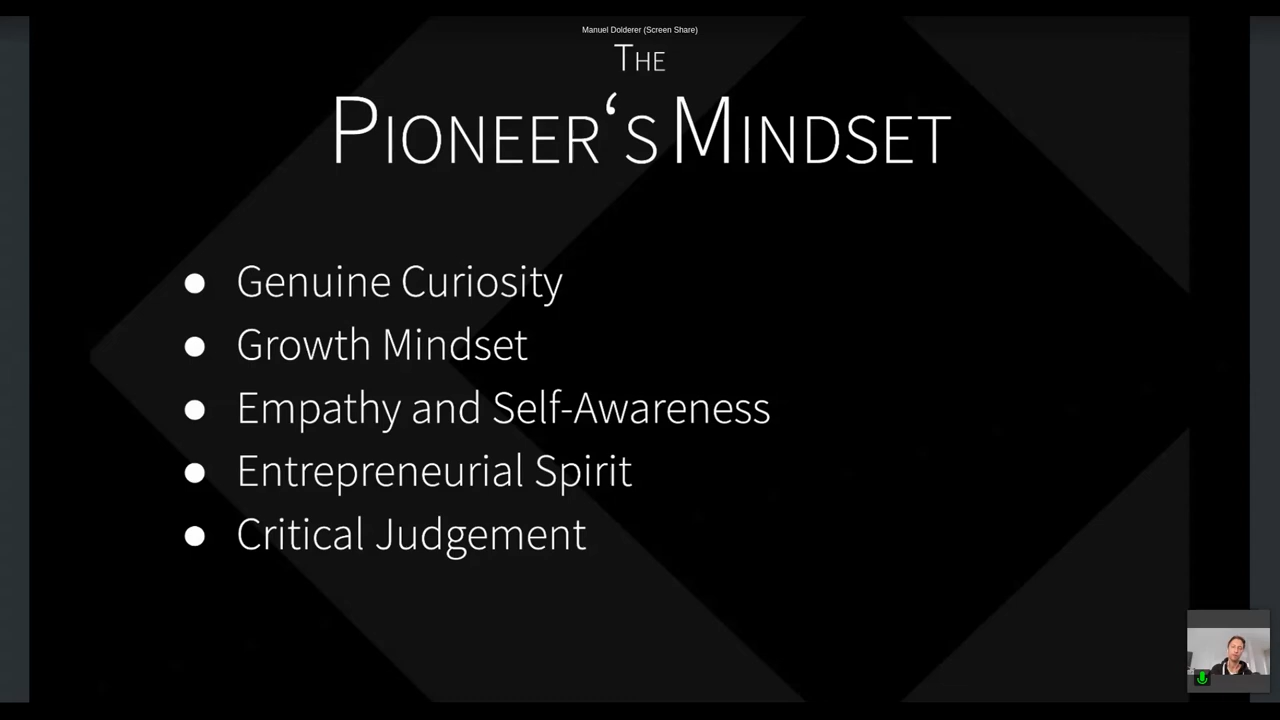 Manuel Dolderer (Screen Share)
The
Pioneer‘s Mindset
● Genuine Curiosity
● Growth Mindset
● Empathy and Self-Awareness
● Entrepreneurial Spirit
● Critical Judgement